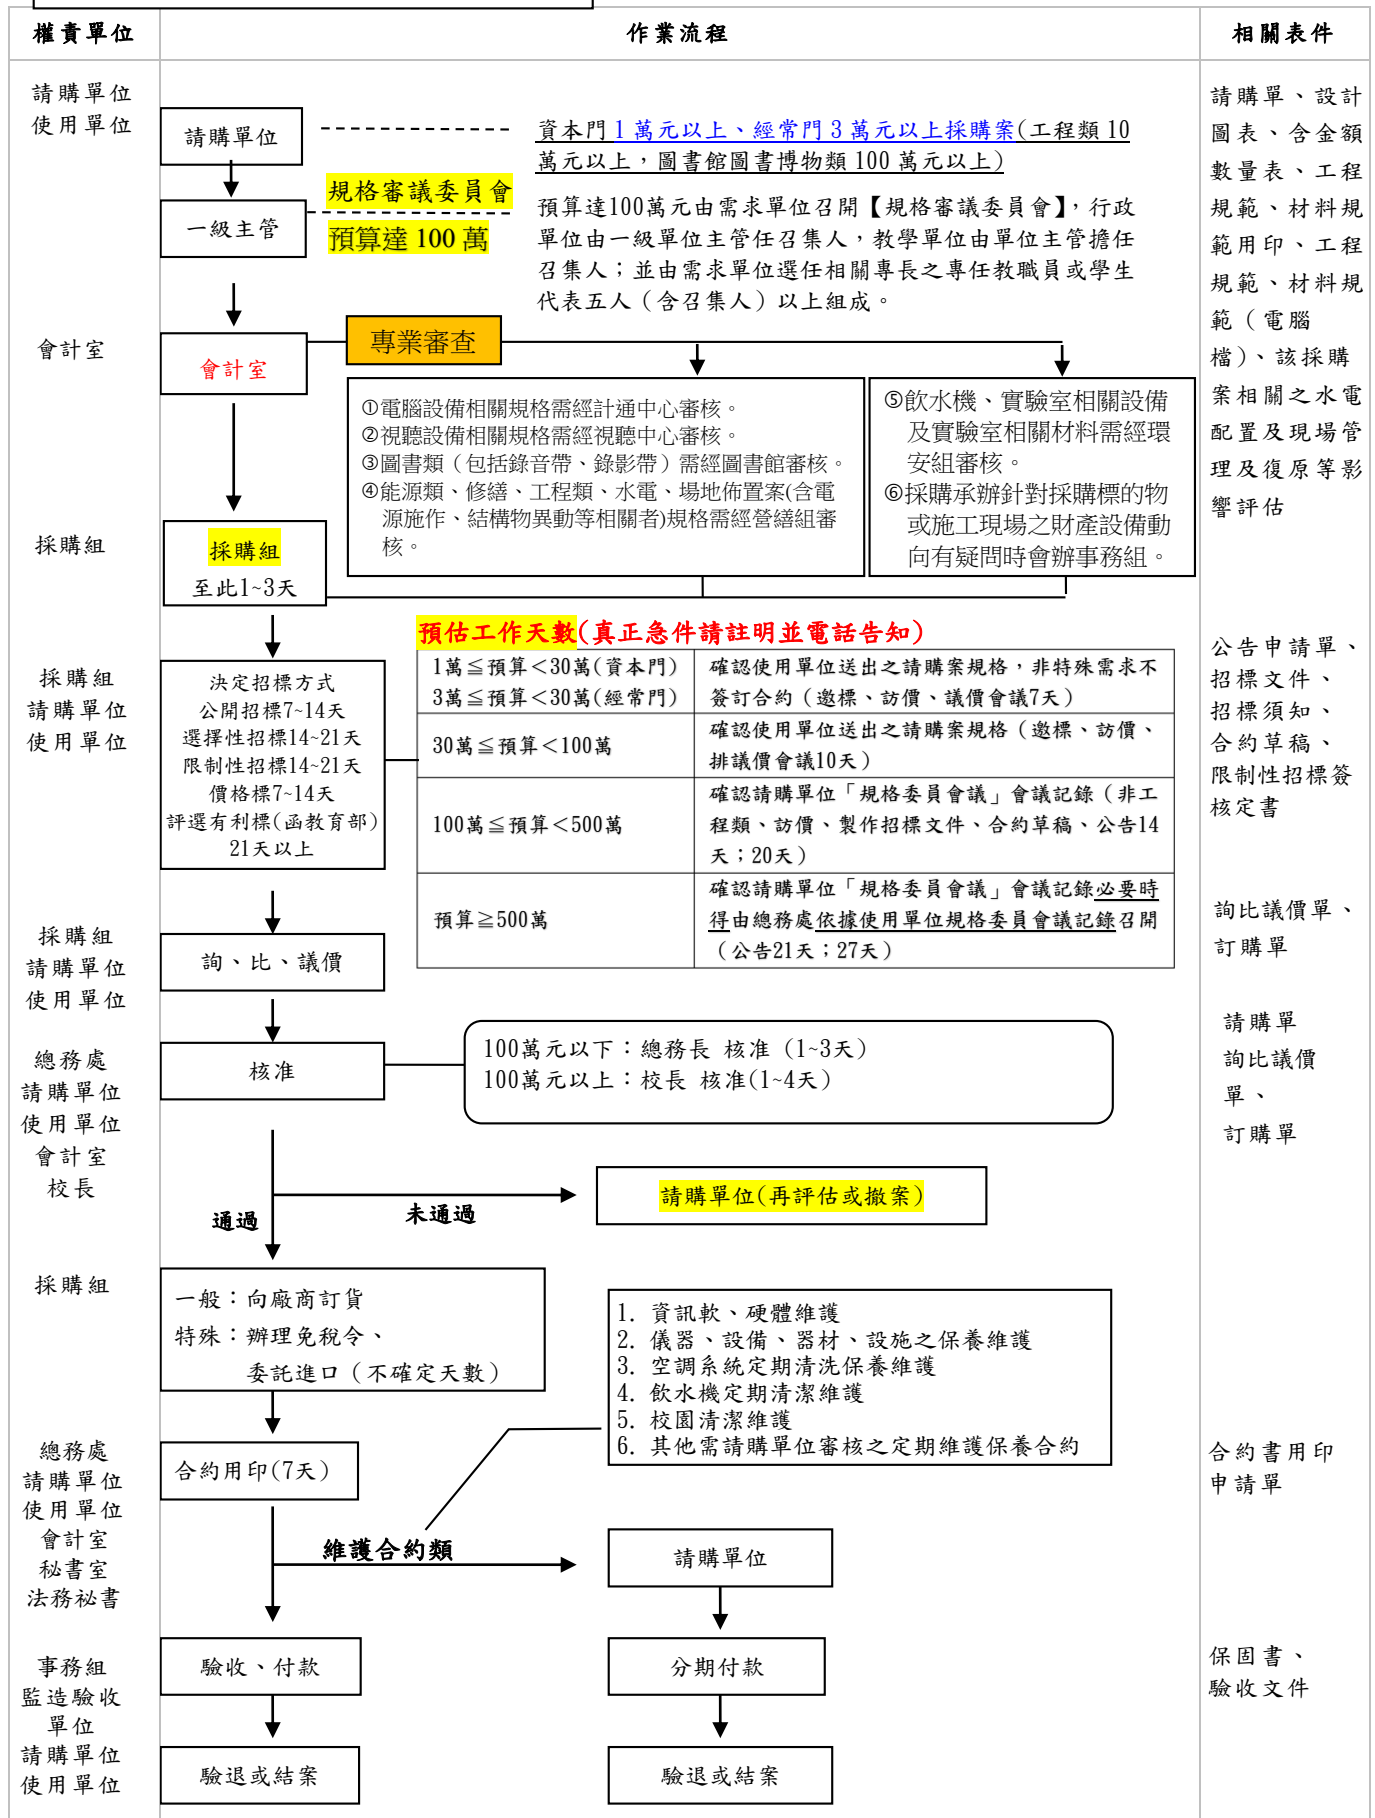 權責單位
作業流程
相關表件
請購單位
使用單位
請購單位
資本門 1 萬元以上、經常門 3 萬元以上採購案(工程類 10
萬元以上，圖書館圖書博物類 100 萬元以上)
請購單、設計
圖表、含金額
數量表、工程
規範、材料規
範用印、工程
規範、材料規
範（電腦
檔)、該採購
案相關之水電
配置及現場管
理及復原等影
響評估
一級主管
規格審議委員會
預算達 100 萬
預算達100萬元由需求單位召開【規格審議委員會】，行政
單位由一級單位主管任召集人，教學單位由單位主管擔任
召集人；並由需求單位選任相關專長之專任教職員或學生
代表五人（含召集人）以上組成。
會計室
會計室
專業審查
①電腦設備相關規格需經計通中心審核。
②視聽設備相關規格需經視聽中心審核。
③圖書類（包括錄音帶、錄影帶）需經圖書館審核。
④能源類、修繕、工程類、水電、場地佈置案(含電
源施作、結構物異動等相關者)規格需經營繕組審
核。
⑤飲水機、實驗室相關設備
及實驗室相關材料需經環
安組審核。
⑥採購承辦針對採購標的物
或施工現場之財產設備動
向有疑問時會辦事務組。
採購組
採購組
至此1~3天
預估工作天數(真正急件請註明並電話告知)
採購組
請購單位
使用單位
決定招標方式
公開招標7~14天
選擇性招標14~21天
限制性招標14~21天
價格標7~14天
評選有利標(函教育部)
21天以上
1萬≦預算＜30萬(資本門)
3萬≦預算＜30萬(經常門)
確認使用單位送出之請購案規格，非特殊需求不
簽訂合約（邀標、訪價、議價會議7天）
30萬≦預算＜100萬
確認使用單位送出之請購案規格（邀標、訪價、
排議價會議10天）
100萬≦預算＜500萬
確認請購單位「規格委員會議」會議記錄（非工
程類、訪價、製作招標文件、合約草稿、公告14
天；20天）
預算≧500萬
確認請購單位「規格委員會議」會議記錄必要時
得由總務處依據使用單位規格委員會議記錄召開
（公告21天；27天）
公告申請單、
招標文件、
招標須知、
合約草稿、
限制性招標簽
核定書
採購組
請購單位
使用單位
詢、比、議價
詢比議價單、
訂購單
總務處
請購單位
使用單位
會計室
校長
核准
100萬元以下：總務長 核准 (1~3天)
100萬元以上：校長 核准(1~4天)
請購單
詢比議價
單、
訂購單
通過
未通過
請購單位(再評估或撤案)
採購組
一般：向廠商訂貨
特殊：辦理免稅令、
委託進口（不確定天數）
1. 資訊軟、硬體維護
2. 儀器、設備、器材、設施之保養維護
3. 空調系統定期清洗保養維護
4. 飲水機定期清潔維護
5. 校園清潔維護
6. 其他需請購單位審核之定期維護保養合約
總務處
請購單位
使用單位
會計室
秘書室
法務祕書
合約用印(7天)
合約書用印
申請單
維護合約類
請購單位
事務組
監造驗收
單位
請購單位
使用單位
驗收、付款
分期付款
保固書、
驗收文件
驗退或結案
驗退或結案